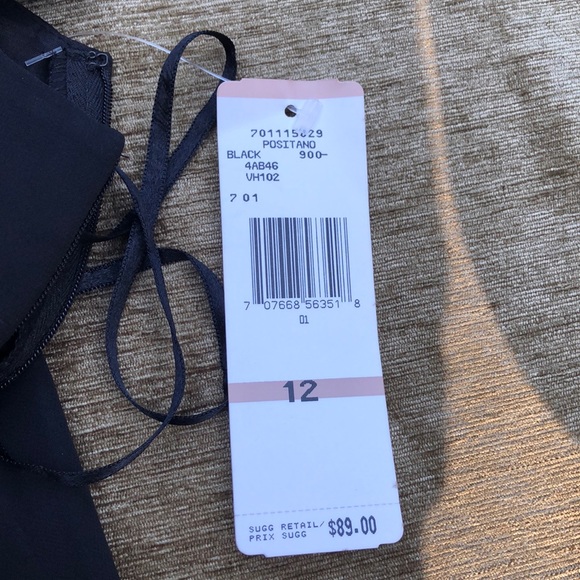 701115629
POSITANO
BLACK 900-
4AB46
VH102
7 01
7 07668 56351 8
01
12
SUGG RETAIL/
PRIX SUGG $89.00